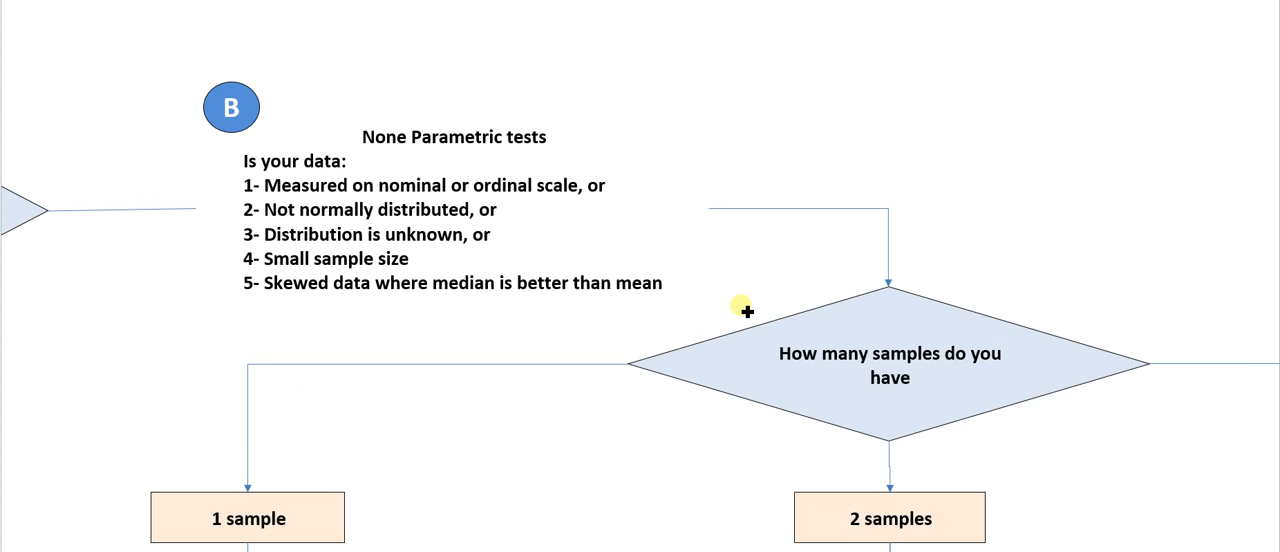 B
None Parametric tests
Is your data:
1- Measured on nominal or ordinal scale, or
2- Not normally distributed, or
3- Distribution is unknown, or
4- Small sample size
5- Skewed data where median is better than mean
How many samples do you
have
1 sample
2 samples